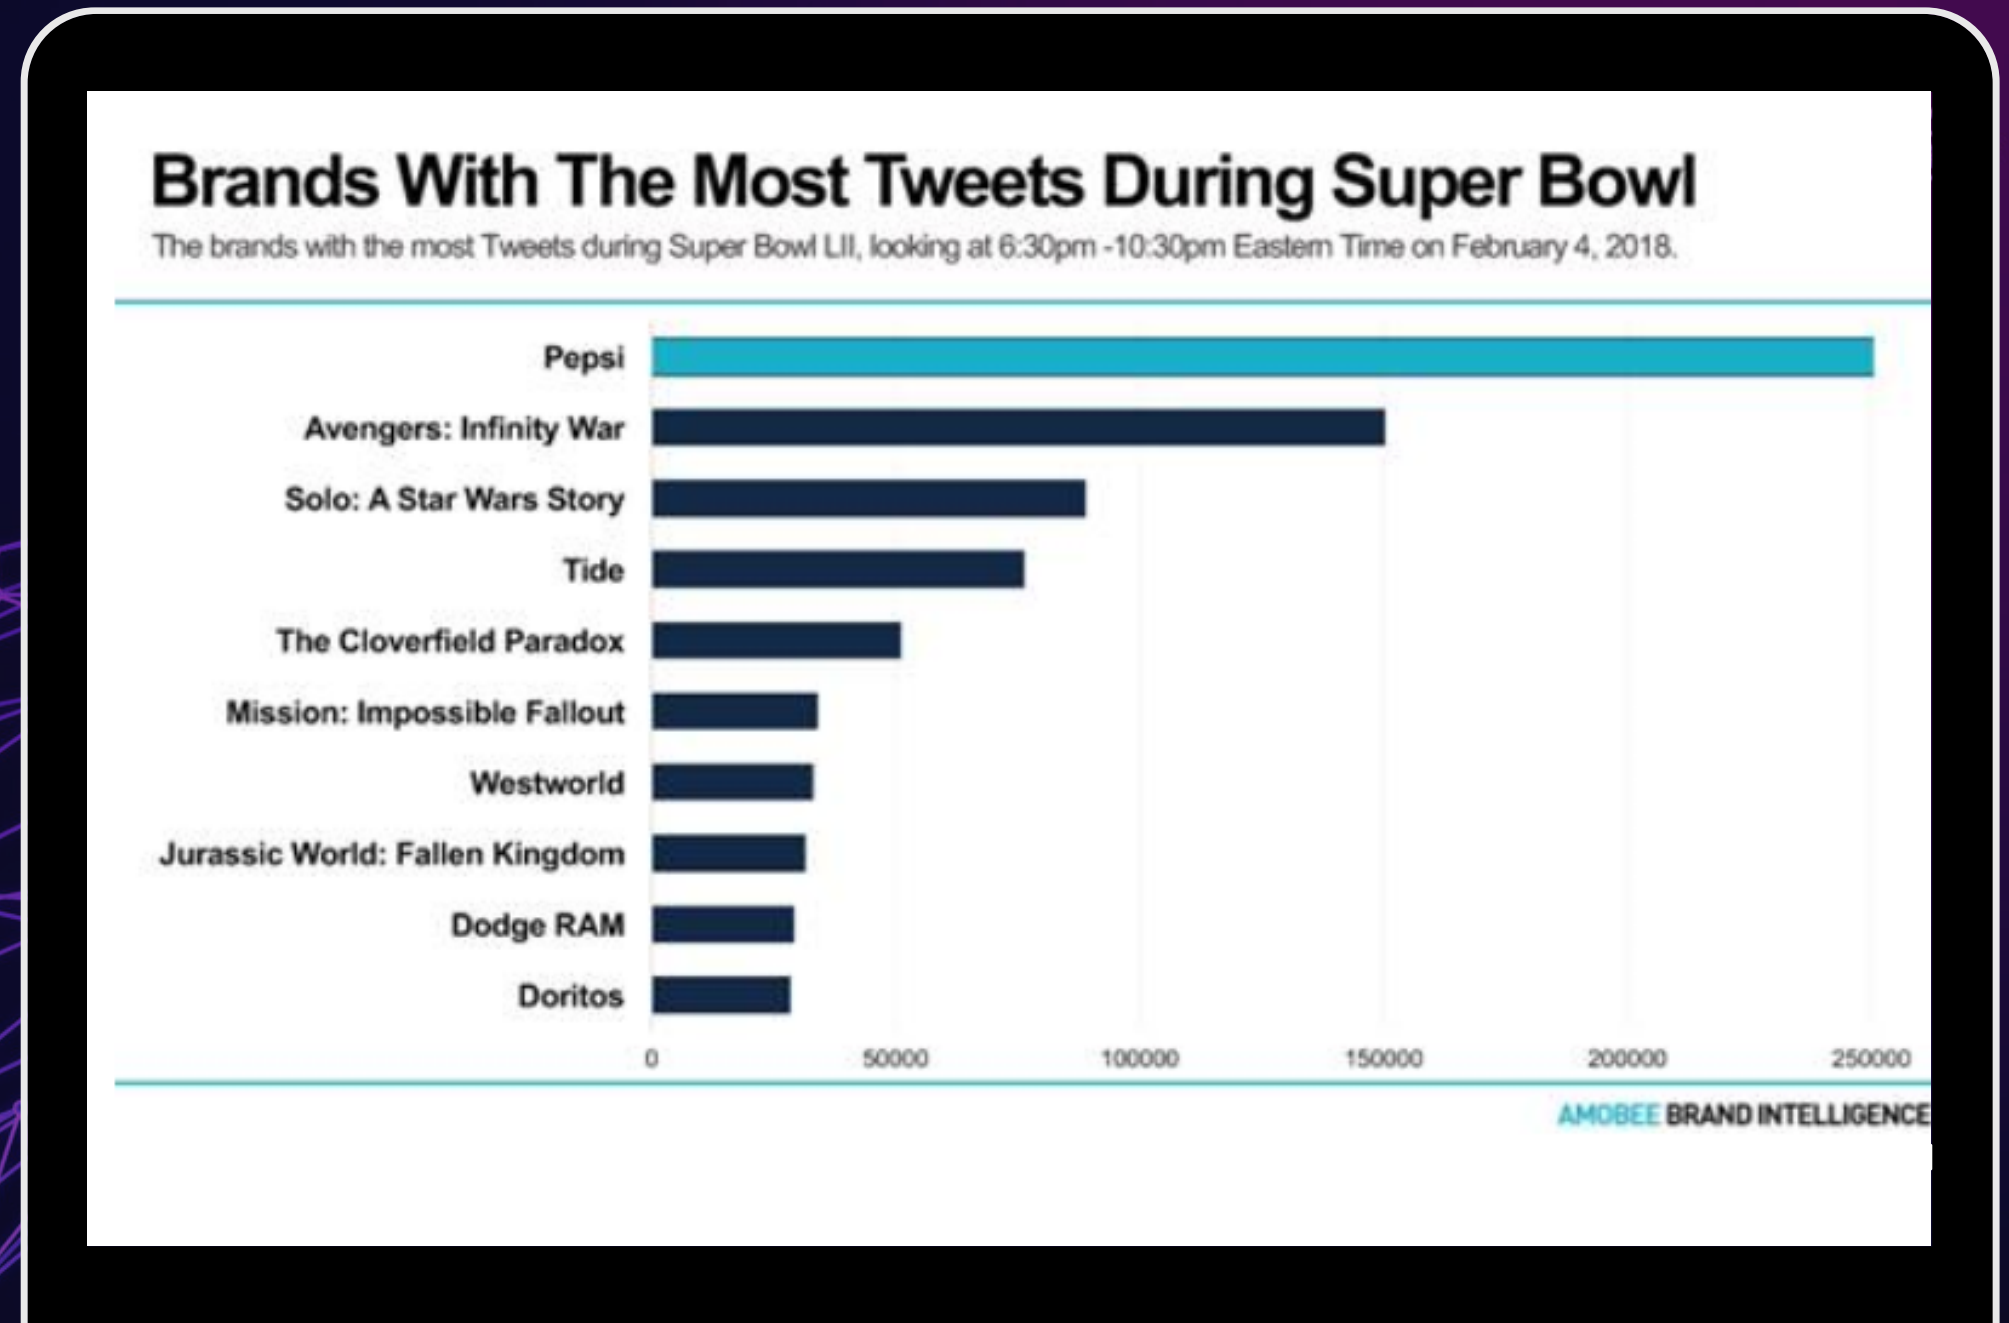 Brands With The Most Tweets During Super Bowl
The brands with the most Tweets during Super Bowl LII, looking at 6:30pm -10:30pm Eastern Time on February 4, 2018.
Pepsi
Avengers: Infinity War
Solo: A Star Wars Story
Tide
The Cloverfield Paradox
Mission: Impossible Fallout
Westworld
Jurassic World: Fallen Kingdom
Dodge RAM
Doritos
0 50000 100000 150000 200000 250000
AMOBEE BRAND INTELLIGENCE